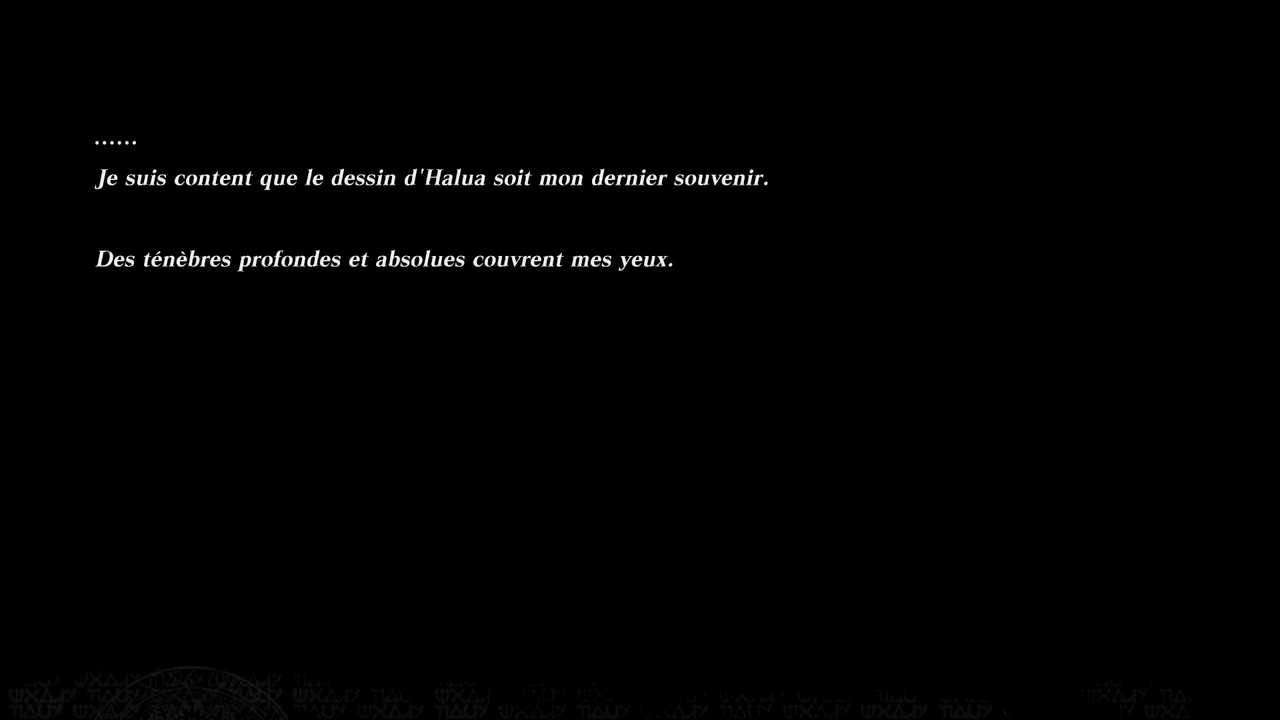 ......
Je suis content que le dessin d'Halua soit mon dernier souvenir.
Des ténèbres profondes et absolues couvrent mes yeux.